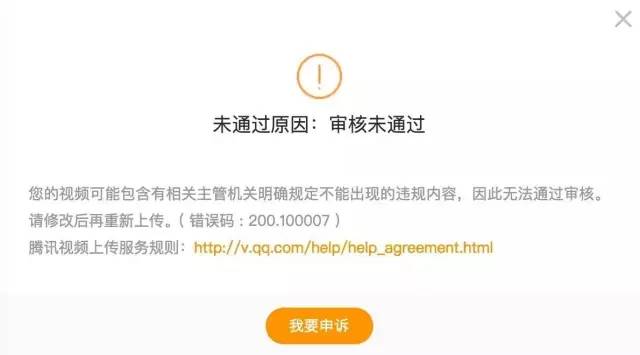 未通过原因：审核未通过
您的视频可能包含有相关主管机关明确规定不能出现的违规内容，因此无法通过审核。
请修改后再重新上传。（错误码：200.100007）
腾讯视频上传服务规则：http://v.qq.com/help/help_agreement.html
我要申诉